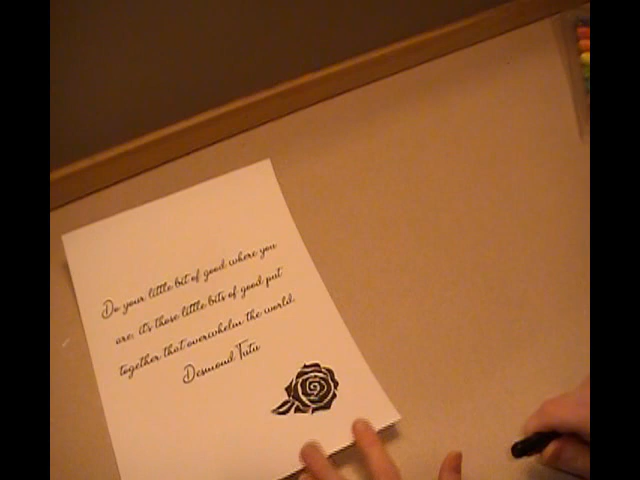 Do your little bit of good where you
are. it's those little bits of good put
together that overwhelm the world.
Desmond Tutu